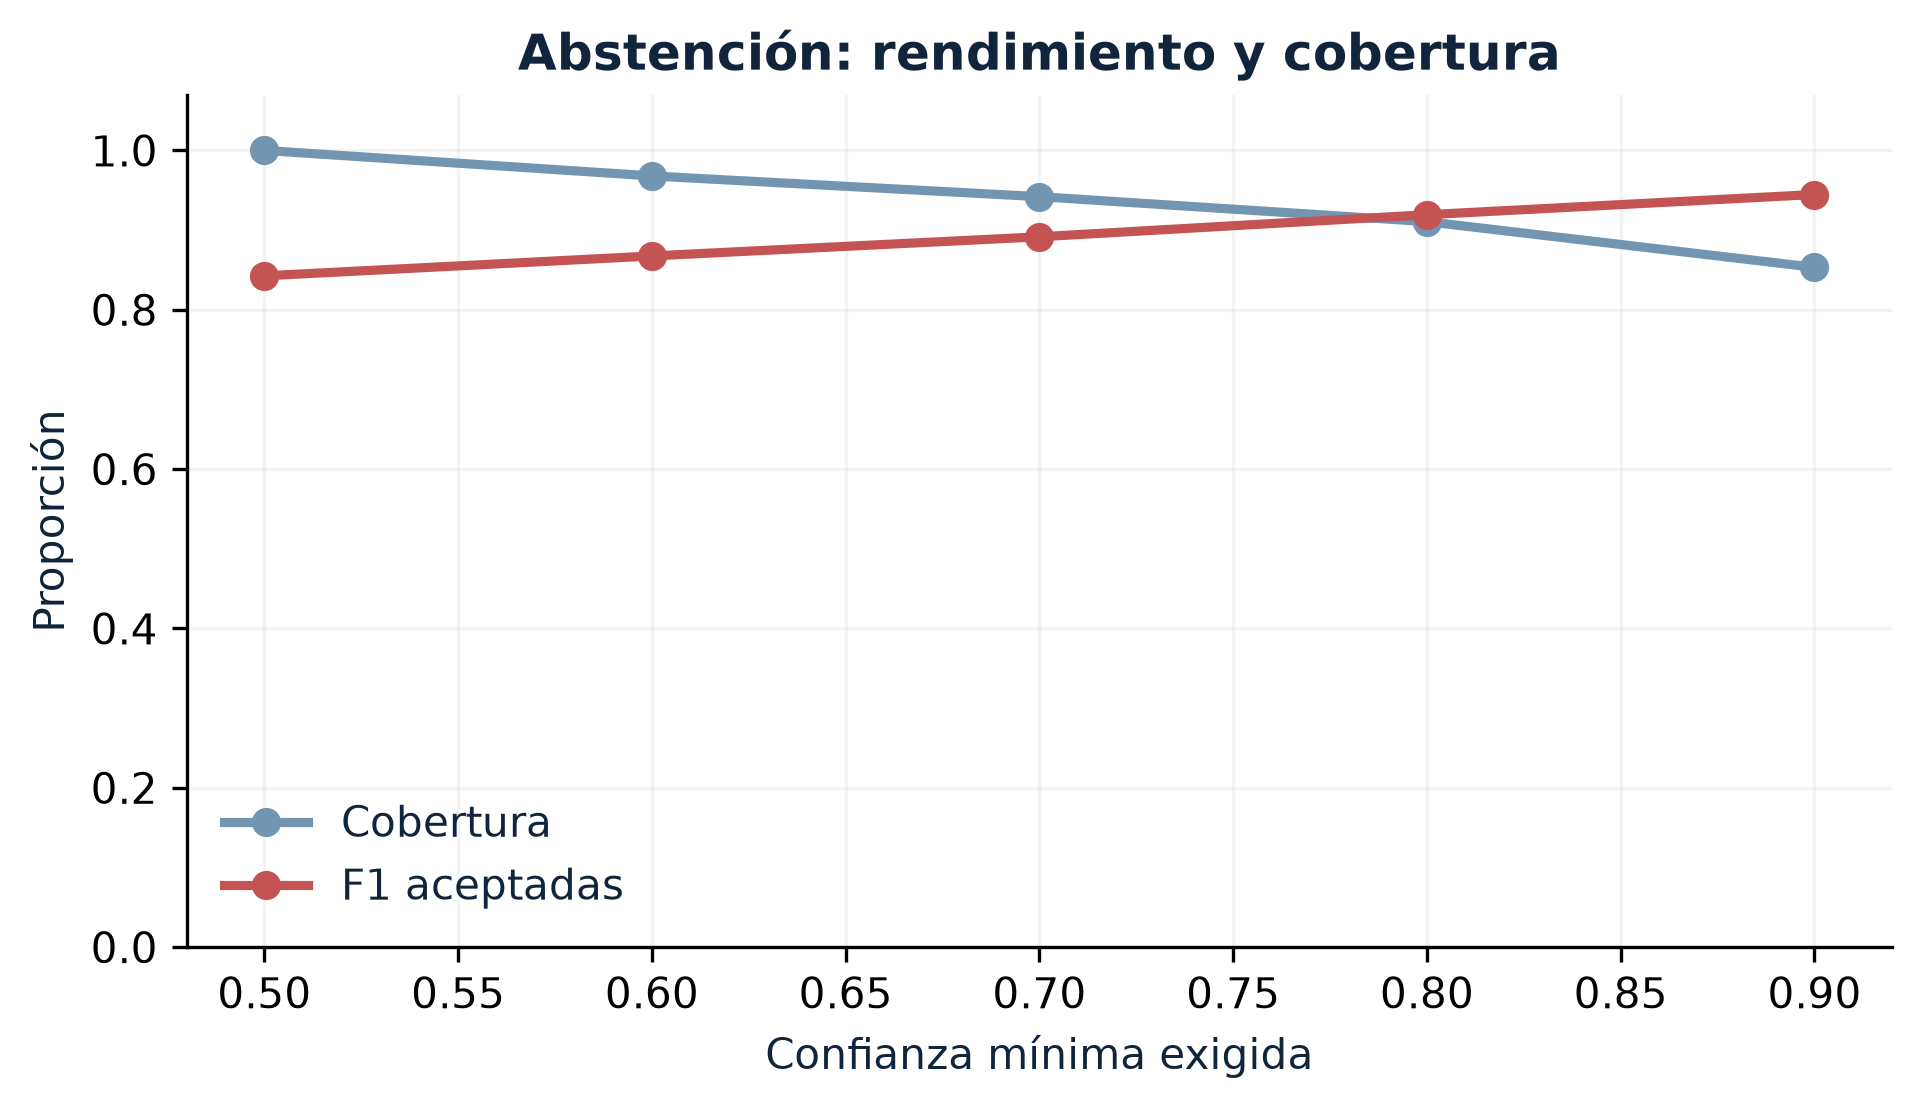 Abstención: rendimiento y cobertura
Proporción
1.0
0.8
0.6
0.4
0.2
0.0
Cobertura
F1 aceptadas
0.50 0.55 0.60 0.65 0.70 0.75 0.80 0.85 0.90
Confianza mínima exigida